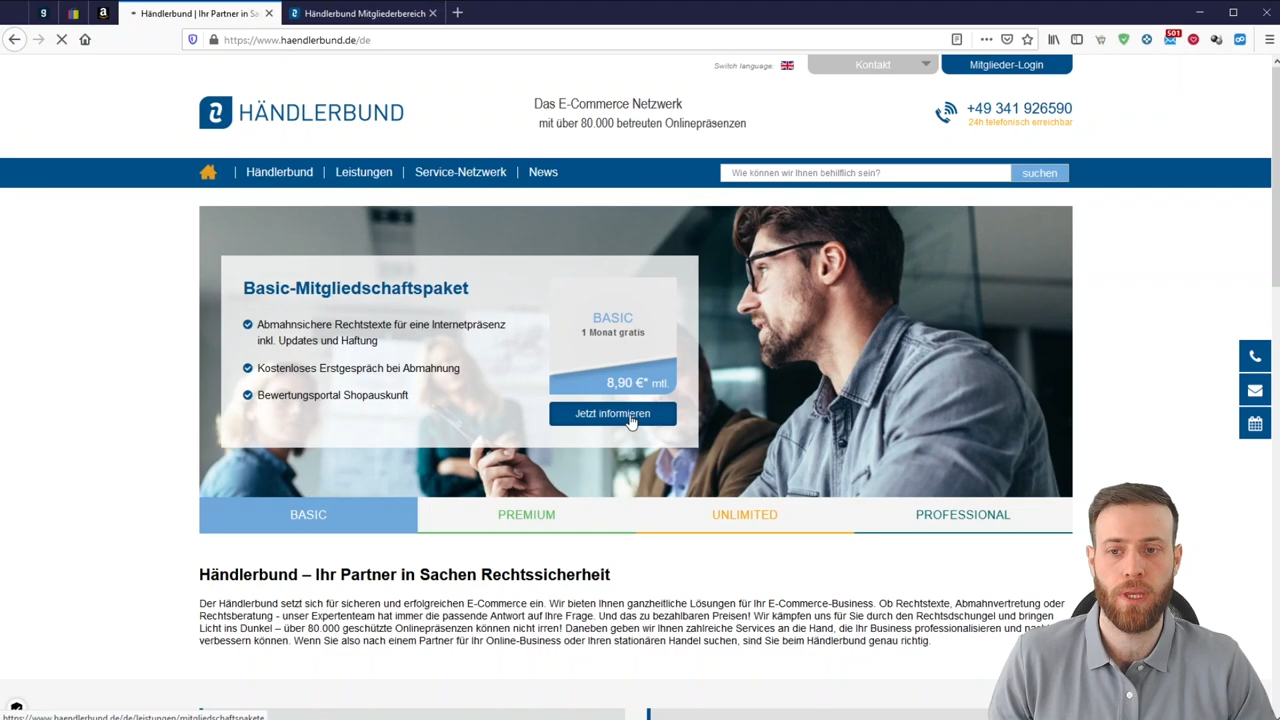 Händlerbund | Ihr Partner in Sa
Händlerbund Mitgliederbereich
https://www.haendlerbund.de/de
501
Switch language:
Kontakt
Mitglieder-Login
HÄNDLERBUND
Das E-Commerce Netzwerk
mit über 80.000 betreuten Onlinepräsenzen
+49 341 926590
24h telefonisch erreichbar
Händlerbund
Leistungen
Service-Netzwerk
News
Wie können wir Ihnen behilflich sein?
suchen
Basic-Mitgliedschaftspaket
Abmahnsichere Rechtstexte für eine Internetpräsenz
inkl. Updates und Haftung
Kostenloses Erstgespräch bei Abmahnung
Bewertungsportal Shopauskunft
BASIC
1 Monat gratis
8,90 €* mtl.
Jetzt informieren
BASIC
PREMIUM
UNLIMITED
PROFESSIONAL
Händlerbund – Ihr Partner in Sachen Rechtssicherheit
Der Händlerbund setzt sich für sicheren und erfolgreichen E-Commerce ein. Wir bieten Ihnen ganzheitliche Lösungen für Ihr E-Commerce-Business. Ob Rechtstexte, Abmahnvertretung oder
Rechtsberatung - unser Expertenteam hat immer die passende Antwort auf Ihre Frage. Und das zu bezahlbaren Preisen! Wir kämpfen uns für Sie durch den Rechtsdschungel und bringen
Licht ins Dunkel – über 80.000 geschützte Onlinepräsenzen können nicht irren! Daneben geben wir Ihnen zahlreiche Services an die Hand, die Ihr Business professionalisieren und
verbessern können. Wenn Sie also nach einem Partner für Ihr Online-Business oder Ihren stationären Handel suchen, sind Sie beim Händlerbund genau richtig.
https://www.haendlerbund.de/de/leistungen/mitgliedschaftspakete